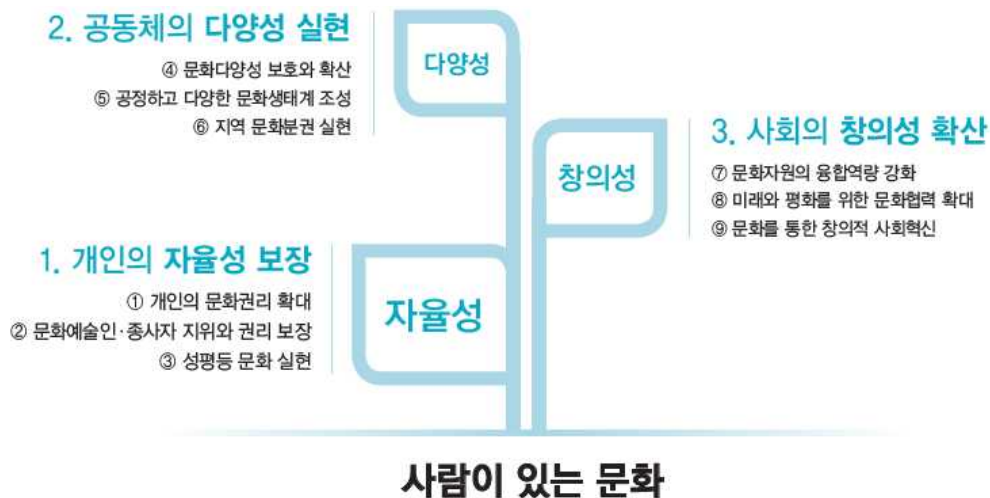 2. 공동체의 다양성 실현
④ 문화다양성 보호와 확산
⑤ 공정하고 다양한 문화생태계 조성
⑥ 지역 문화분권 실현
다양성
창의성
3. 사회의 창의성 확산
⑦ 문화자원의 융합역량 강화
⑧ 미래와 평화를 위한 문화협력 확대
⑨ 문화를 통한 창의적 사회혁신
1. 개인의 자율성 보장
① 개인의 문화권리 확대
② 문화예술인·종사자 지위와 권리 보장
③ 성평등 문화 실현
자율성
사람이 있는 문화